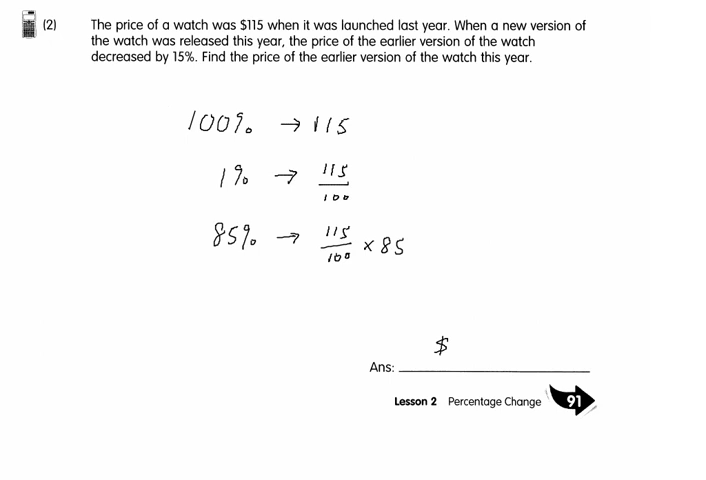 (2) The price of a watch was $115 when it was launched last year. When a new version of
the watch was released this year, the price of the earlier version of the watch
decreased by 15%. Find the price of the earlier version of the watch this year.
100% → 115
1% → 115/100
85% → 115/100 × 85
$
Ans:
Lesson 2 Percentage Change 91